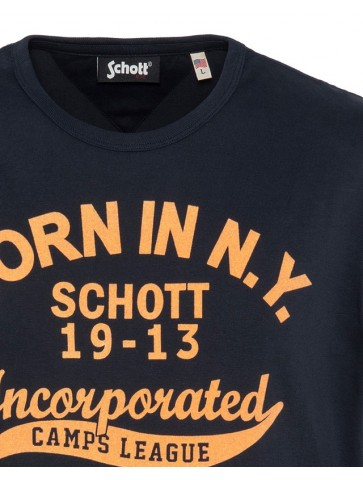 Schott
L
ORN IN N.Y.
SCHOTT
19-13
Incorporated
CAMPS LEAGUE